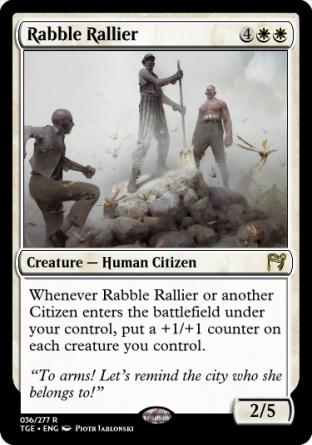 Rabble Rallier 4
Creature — Human Citizen
Whenever Rabble Rallier or another
Citizen enters the battlefield under
your control, put a +1/+1 counter on
each creature you control.
“To arms! Let’s remind the city who she
belongs to!”
2/5
036/277 R
TGE • ENG Piotr Jabłonski